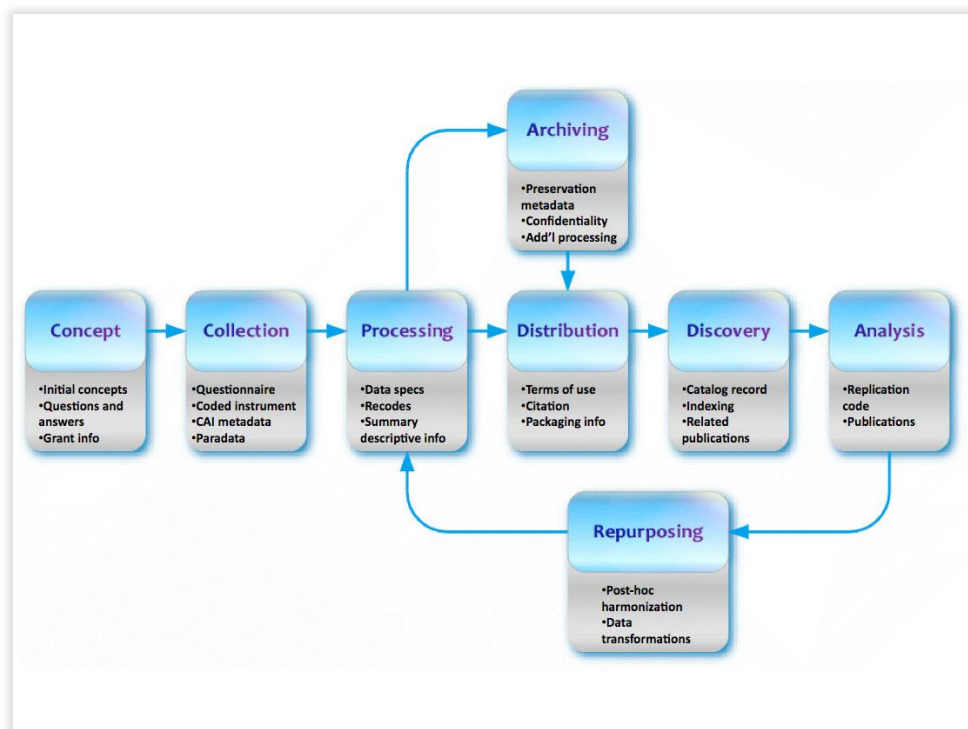 Archiving
•Preservation
metadata
•Confidentiality
•Add'l processing
Concept
•Initial concepts
•Questions and
answers
•Grant info
Collection
•Questionnaire
•Coded instrument
•CAI metadata
•Paradata
Processing
•Data specs
•Recodes
•Summary
descriptive info
Distribution
•Terms of use
•Citation
•Packaging info
Discovery
•Catalog record
•Indexing
•Related
publications
Analysis
•Replication
code
•Publications
Repurposing
•Post-hoc
harmonization
•Data
transformations